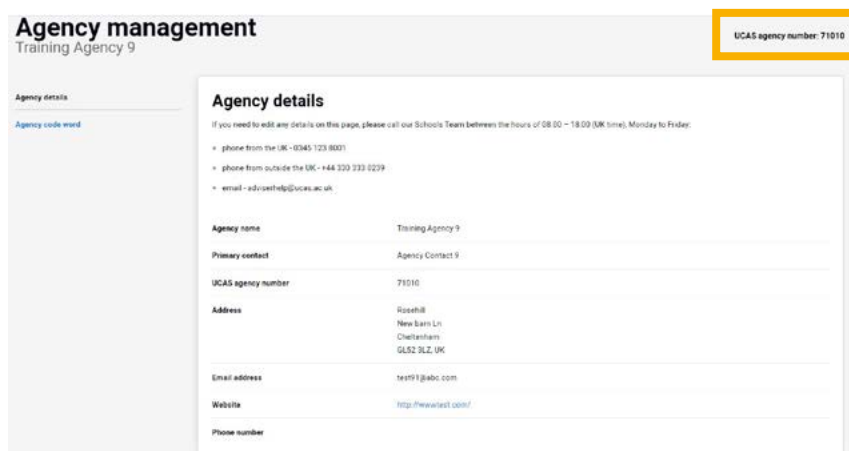 Agency management
Training Agency 9
UCAS agency number: 71010
Agency details
Agency code word
Agency details
If you need to edit any details on this page, please call our Schools Team between the hours of 08.00 – 18.00 (UK time), Monday to Friday:
phone from the UK - 0345 123 8001
phone from outside the UK - +44 330 333 0239
email - adviserhelp@ucas.ac.uk
Agency name
Training Agency 9
Primary contact
Agency Contact 9
UCAS agency number
71010
Address
Rosehill
New barn Ln
Cheltenham
GL52 3LZ, UK
Email address
test91@abc.com
Website
http://www.test.com/
Phone number